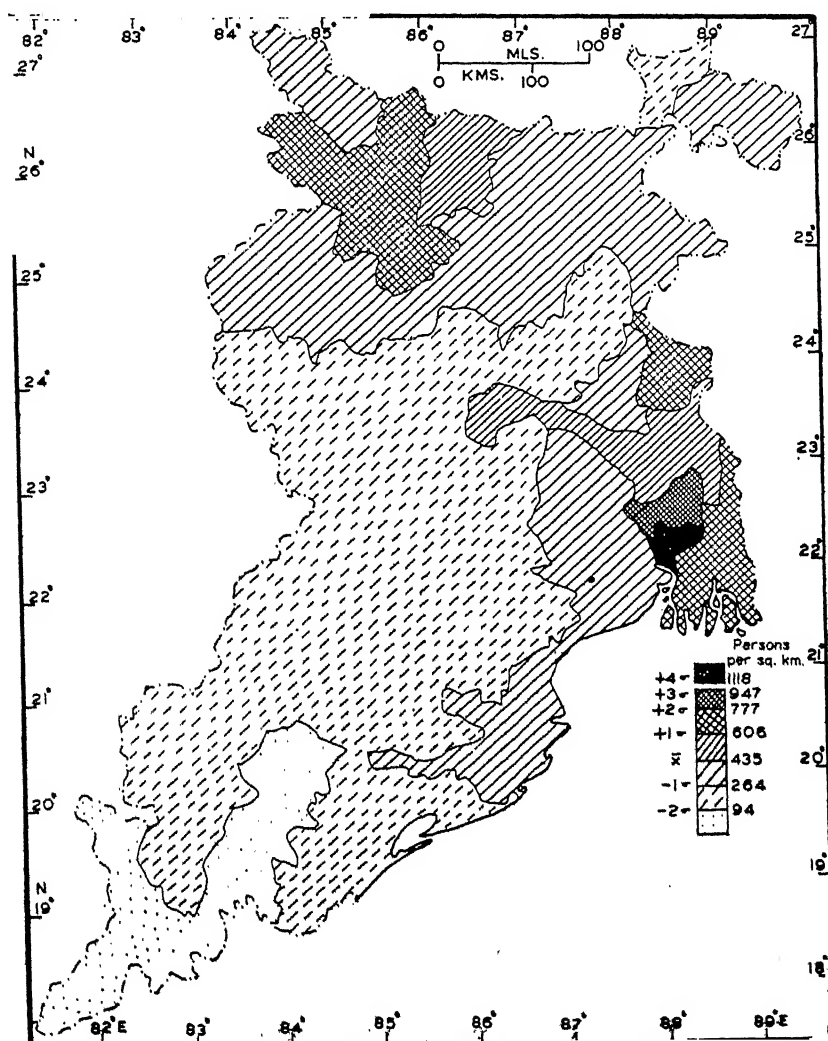 82° 83° 84° 85° 86° 87° 88° 89° 27°
0 MLS. 100
KMS.
0 100
27°
26°
N
26°
25°
25°
24°
24°
23°
23°
22°
22°
21°
21°
20°
20°
19°
N
19°
18°
Persons
per sq. km.
+4σ 1118
+3σ 947
+2σ 777
+1σ 606
x̄ 435
-1σ 264
-2σ 94
82°E 83° 84° 85° 86° 87° 88° 89°E